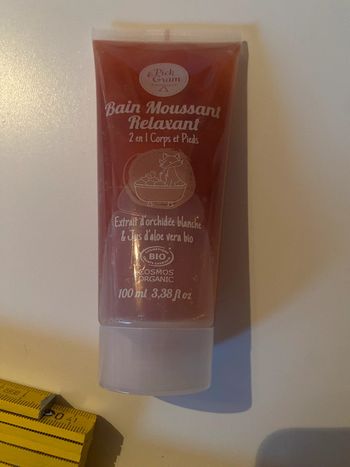 Pick
Gram
Bain Moussant
Relaxant
2 en 1 Corps et Pieds
Extrait d'orchidée blanche
& Jus d'aloe vera bio
BIO
COSMOS
ORGANIC
100 ml 3,38 fl oz